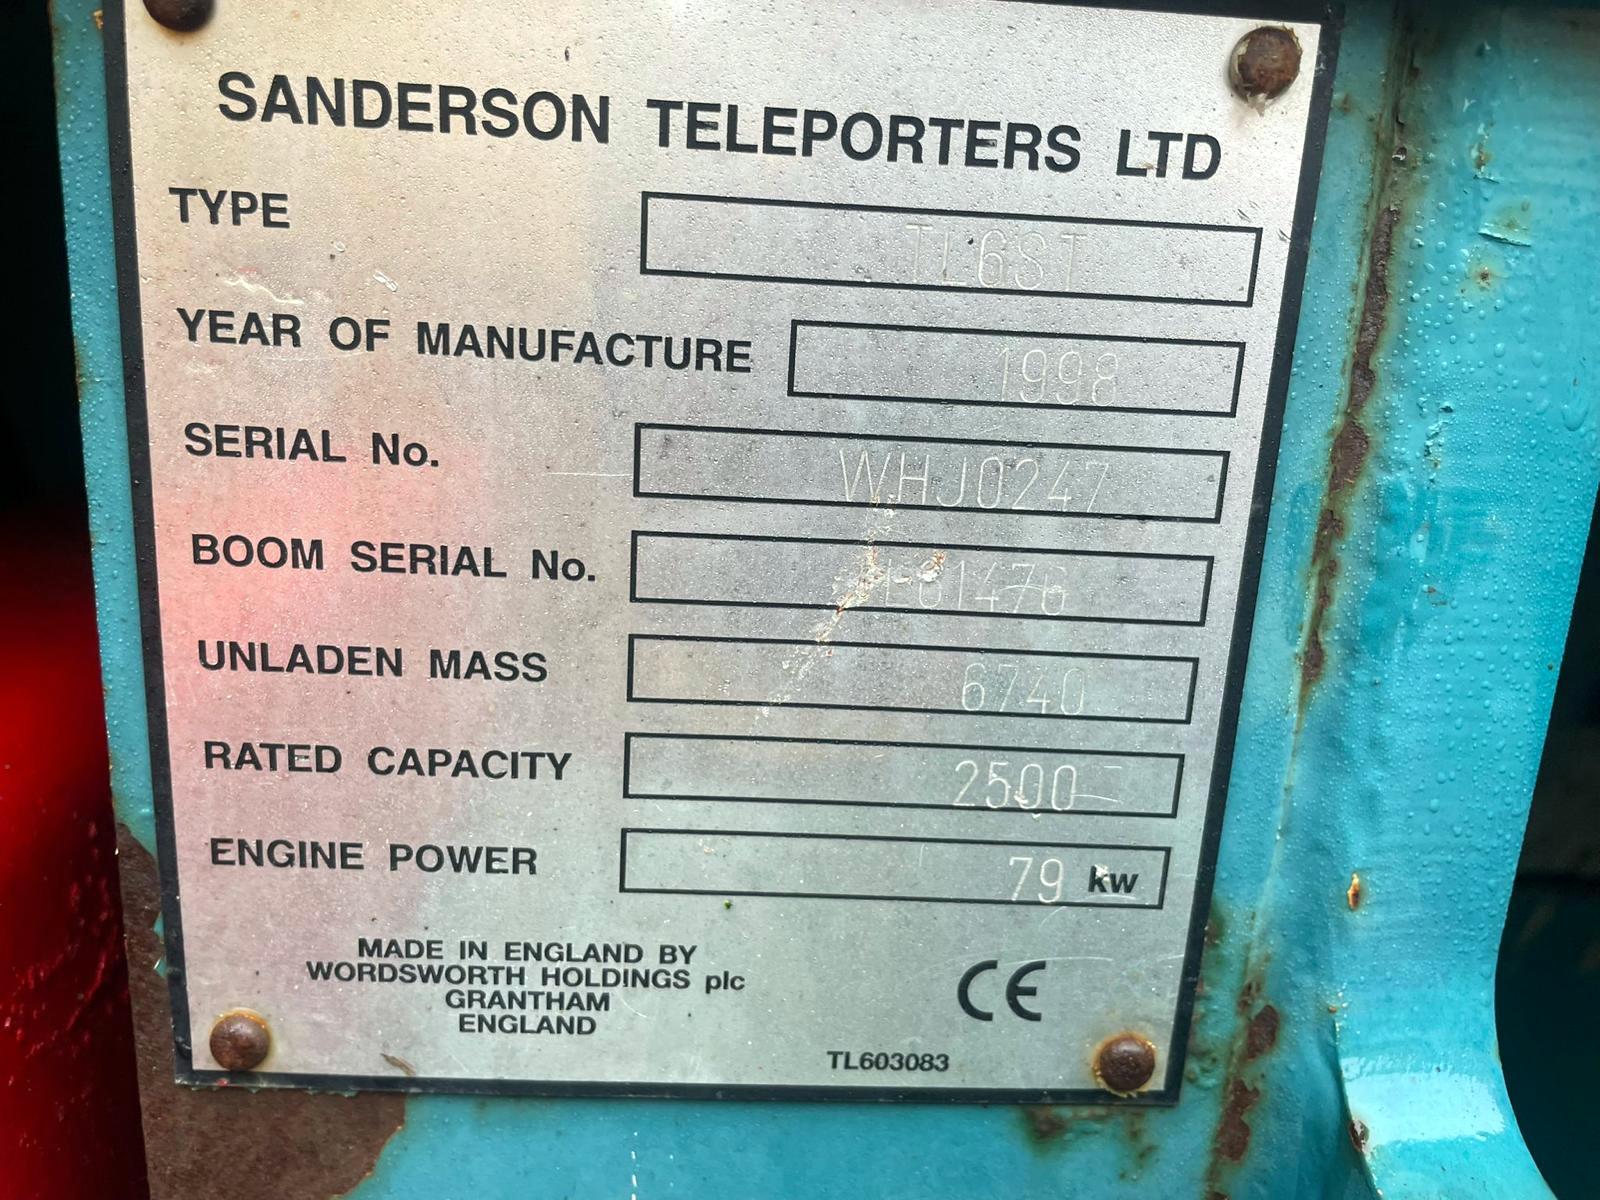 SANDERSON TELEPORTERS LTD
TYPE TL6ST
YEAR OF MANUFACTURE 1998
SERIAL No. WHJ0247
BOOM SERIAL No.
UNLADEN MASS 6740
RATED CAPACITY 2500
ENGINE POWER 79 kw
MADE IN ENGLAND BY
WORDSWORTH HOLDINGS plc
GRANTHAM
ENGLAND
CE
TL603083